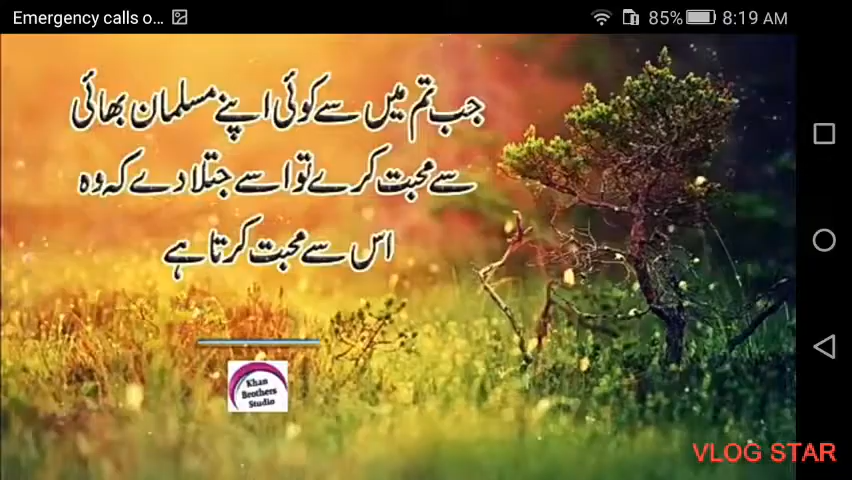 Emergency calls o...
85%
8:19 AM
جب تم میں سے کوئی اپنے مسلمان بھائی
سے محبت کرے تو اسے جتلا دے کہ وہ
اس سے محبت کرتا ہے
Khan
Brothers
Studio
VLOG STAR